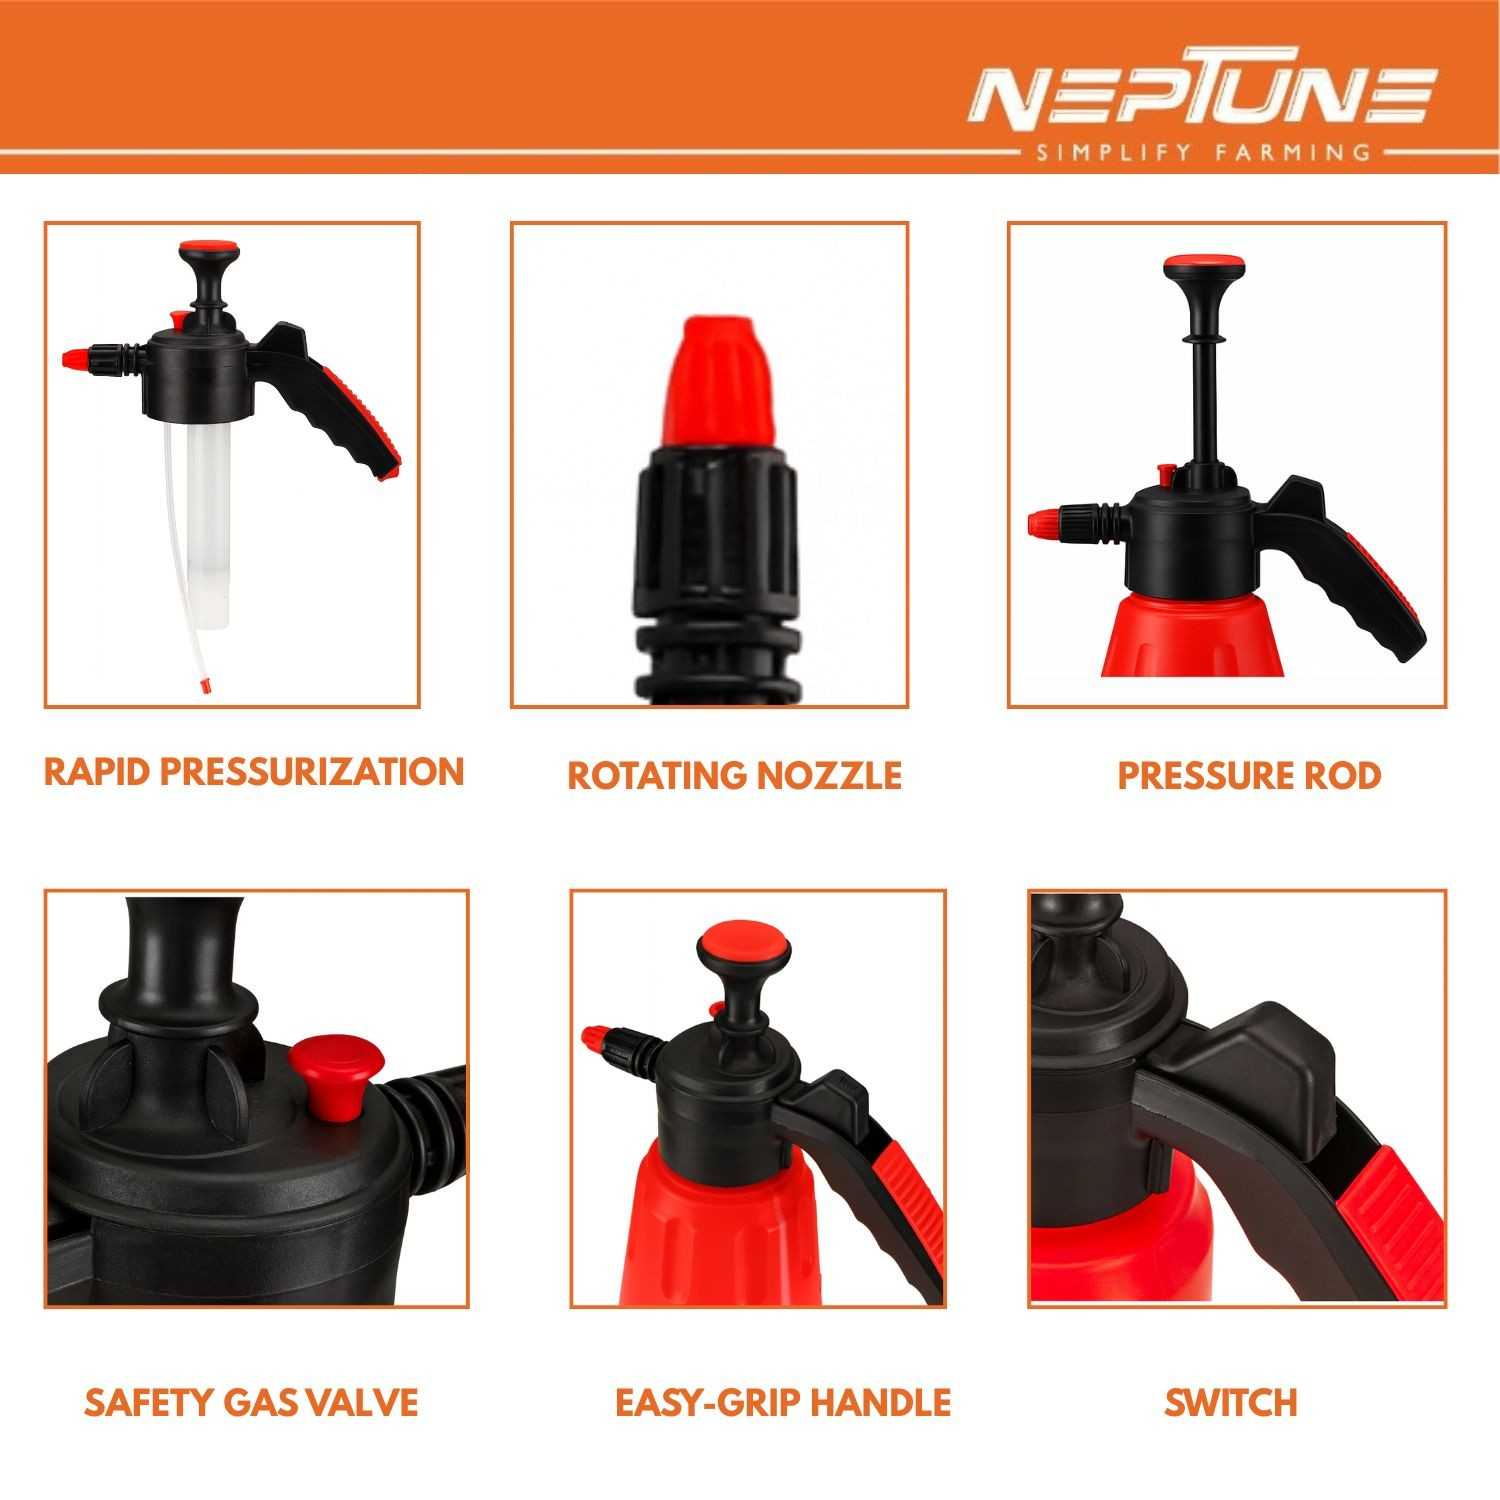 NEPTUNE
SIMPLIFY FARMING
RAPID PRESSURIZATION
ROTATING NOZZLE
PRESSURE ROD
SAFETY GAS VALVE
EASY-GRIP HANDLE
SWITCH